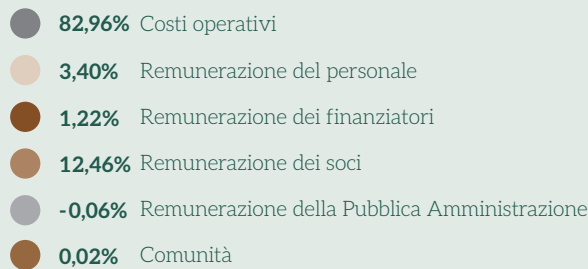 82,96% Costi operativi
3,40% Remunerazione del personale
1,22% Remunerazione dei finanziatori
12,46% Remunerazione dei soci
-0,06% Remunerazione della Pubblica Amministrazione
0,02% Comunità